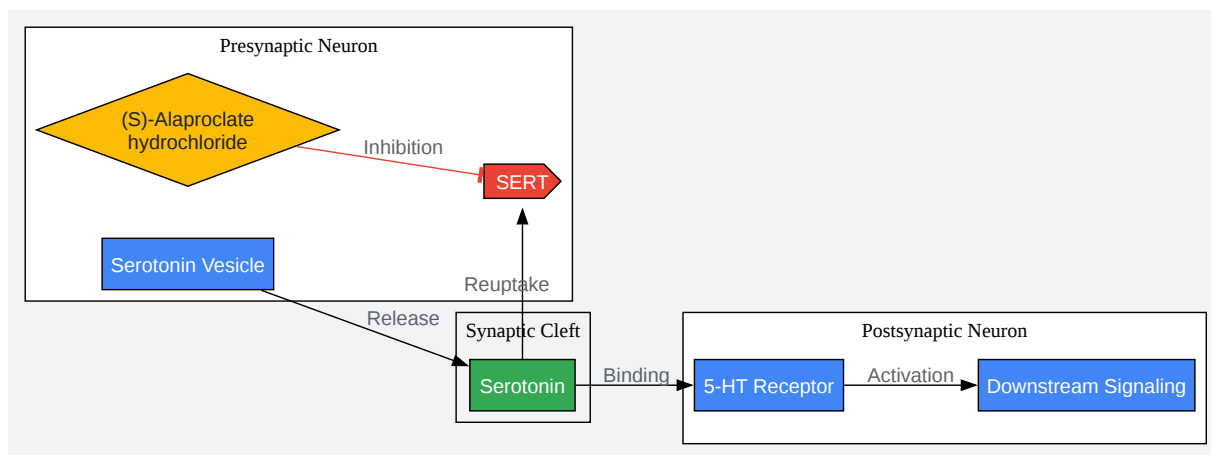 Presynaptic Neuron
(S)-Alaproclate
hydrochloride
Inhibition
SERT
Serotonin Vesicle
Reuptake
Release
Synaptic Cleft
Serotonin
Binding
Postsynaptic Neuron
5-HT Receptor
Activation
Downstream Signaling